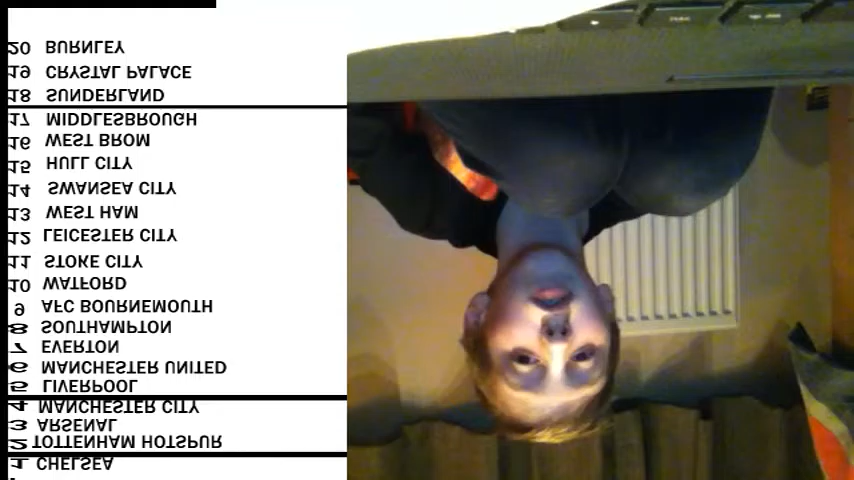 1 CHELSEA
2 TOTTENHAM HOTSPUR
3 ARSENAL
4 MANCHESTER CITY
5 LIVERPOOL
6 MANCHESTER UNITED
7 EVERTON
8 SOUTHAMPTON
9 AFC BOURNEMOUTH
10 WATFORD
11 STOKE CITY
12 LEICESTER CITY
13 WEST HAM
14 SWANSEA CITY
15 HULL CITY
16 WEST BROM
17 MIDDLESBROUGH
18 SUNDERLAND
19 CRYSTAL PALACE
20 BURNLEY